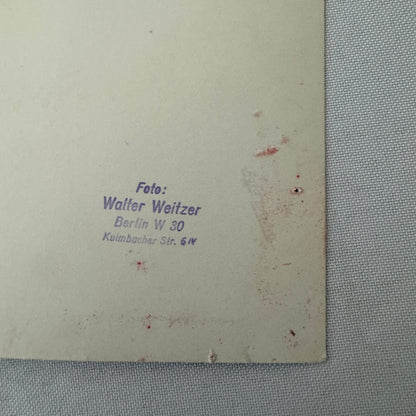 Foto:
Walter Weitzer
Berlin W 30
Kulmbacher Str. 6 IV